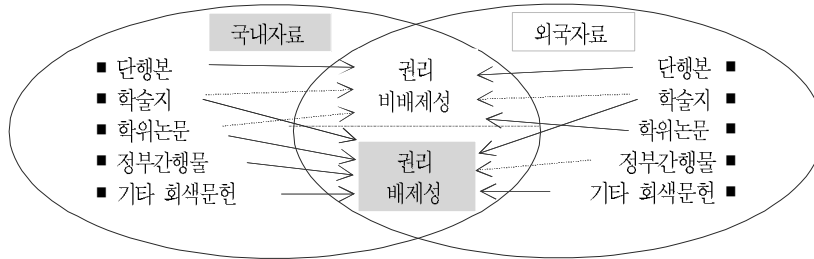 국내자료
외국자료
■ 단행본
■ 학술지
■ 학위논문
■ 정부간행물
■ 기타 회색문헌
권리
비배제성
권리
배제성
단행본 ■
학술지 ■
학위논문 ■
정부간행물 ■
기타 회색문헌 ■